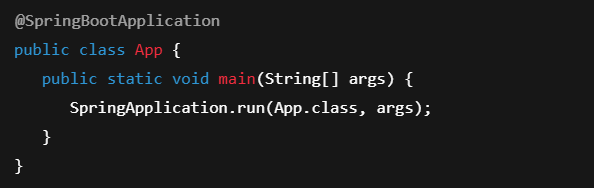 @SpringBootApplication
public class App {
   public static void main(String[] args) {
      SpringApplication.run(App.class, args);
   }
}